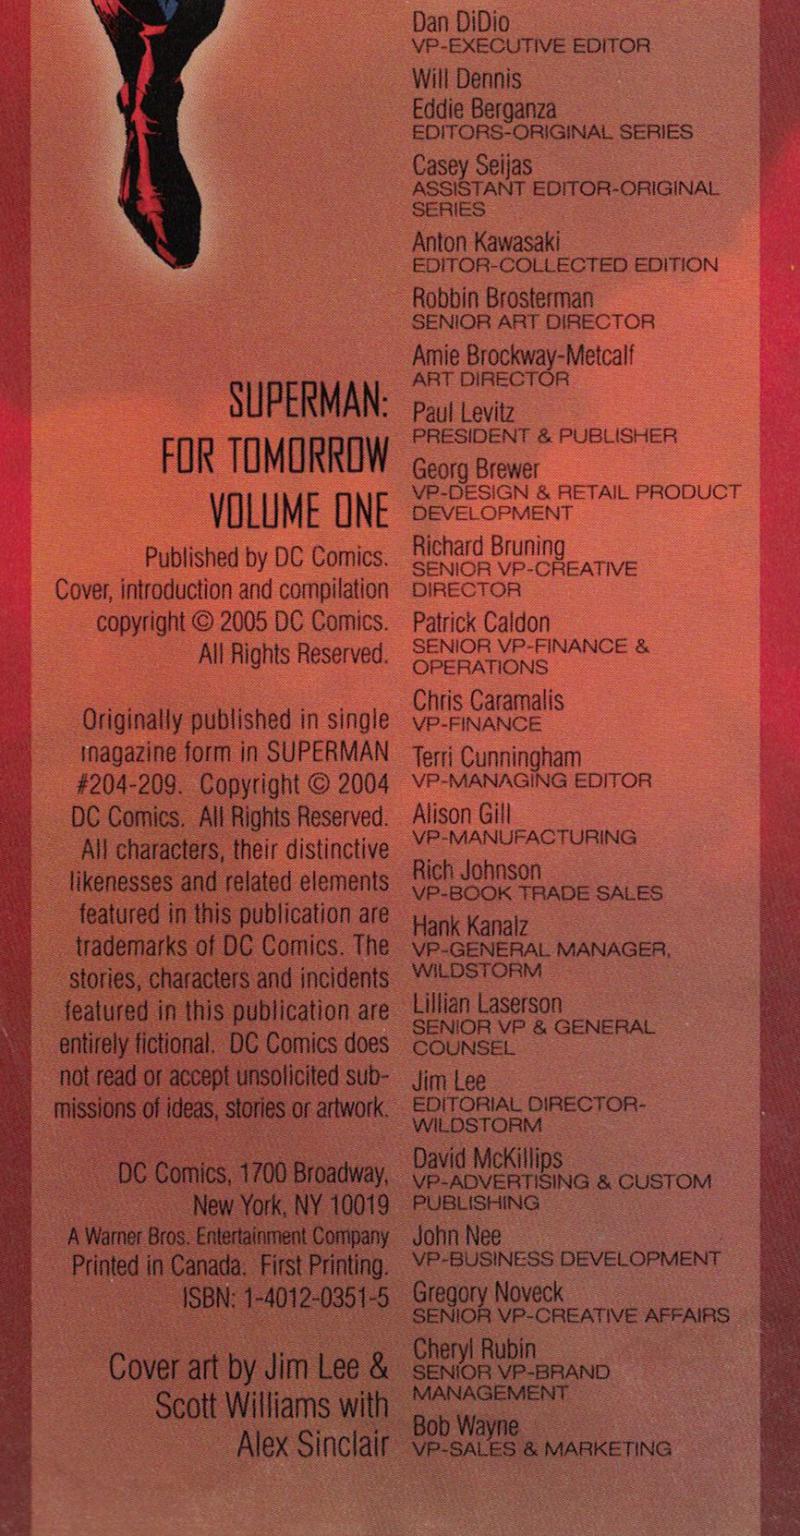 SUPERMAN:
FOR TOMORROW
VOLUME ONE
Published by DC Comics.
Cover, introduction and compilation
copyright © 2005 DC Comics.
All Rights Reserved.
Originally published in single
magazine form in SUPERMAN
#204-209. Copyright © 2004
DC Comics. All Rights Reserved.
All characters, their distinctive
likenesses and related elements
featured in this publication are
trademarks of DC Comics. The
stories, characters and incidents
featured in this publication are
entirely fictional. DC Comics does
not read or accept unsolicited sub-
missions of ideas, stories or artwork.
DC Comics, 1700 Broadway,
New York, NY 10019
A Warner Bros. Entertainment Company
Printed in Canada. First Printing.
ISBN: 1-4012-0351-5
Cover art by Jim Lee &
Scott Williams with
Alex Sinclair
Dan DiDio
VP-EXECUTIVE EDITOR
Will Dennis
Eddie Berganza
EDITORS-ORIGINAL SERIES
Casey Seijas
ASSISTANT EDITOR-ORIGINAL
SERIES
Anton Kawasaki
EDITOR-COLLECTED EDITION
Robbin Brosterman
SENIOR ART DIRECTOR
Amie Brockway-Metcalf
ART DIRECTOR
Paul Levitz
PRESIDENT & PUBLISHER
Georg Brewer
VP-DESIGN & RETAIL PRODUCT
DEVELOPMENT
Richard Bruning
SENIOR VP-CREATIVE
DIRECTOR
Patrick Caldon
SENIOR VP-FINANCE &
OPERATIONS
Chris Caramalis
VP-FINANCE
Terri Cunningham
VP-MANAGING EDITOR
Alison Gill
VP-MANUFACTURING
Rich Johnson
VP-BOOK TRADE SALES
Hank Kanalz
VP-GENERAL MANAGER,
WILDSTORM
Lillian Laserson
SENIOR VP & GENERAL
COUNSEL
Jim Lee
EDITORIAL DIRECTOR-
WILDSTORM
David McKillips
VP-ADVERTISING & CUSTOM
PUBLISHING
John Nee
VP-BUSINESS DEVELOPMENT
Gregory Noveck
SENIOR VP-CREATIVE AFFAIRS
Cheryl Rubin
SENIOR VP-BRAND
MANAGEMENT
Bob Wayne
VP-SALES & MARKETING